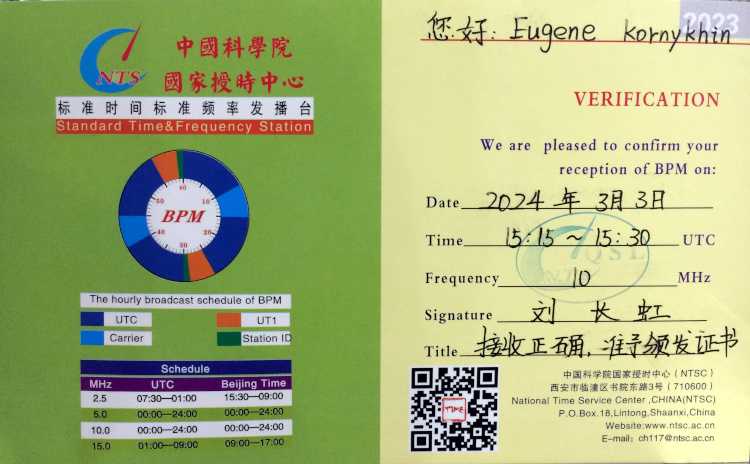 NTS
中國科學院
國家授時中心
标准时间标准频率发播台
Standard Time&Frequency Station
60
10
30
40
50
BPM
The hourly broadcast schedule of BPM
UTC
UT1
Carrier
Station ID
Schedule
MHz UTC Beijing Time
2.5 07:30—01:00 15:30—09:00
5.0 00:00—24:00 00:00—24:00
10.0 00:00—24:00 00:00—24:00
15.0 01:00—09:00 09:00—17:00
2023
您好: Eugene Kornykhin
VERIFICATION
We are pleased to confirm your
reception of BPM on:
Date 2024年3月3日
Time 15:15~15:30 UTC
QSL
NTS
Frequency 10 MHz
Signature 刘长虹
Title 接收正确,准予颁发证书
中国科学院国家授时中心(NTSC)
西安市临潼区书院东路3号(710600)
National Time Service Center ,CHINA(NTSC)
P.O.Box.18,Lintong,Shaanxi,China
Website:www.ntsc.ac.cn
E-mail: ch117@ntsc.ac.cn